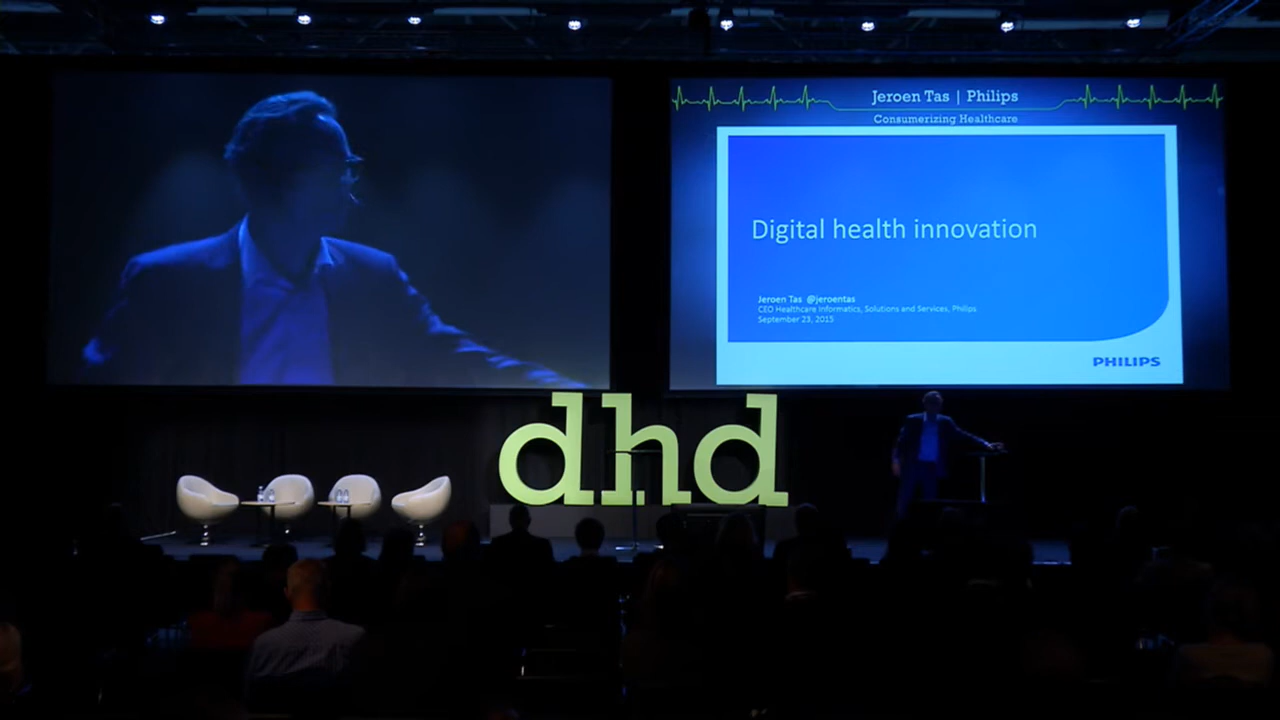 Jeroen Tas | Philips
Consumerizing Healthcare
Digital health innovation
Jeroen Tas @jeroentas
CEO Healthcare Informatics, Solutions and Services, Philips
September 23, 2015
PHILIPS
dhd